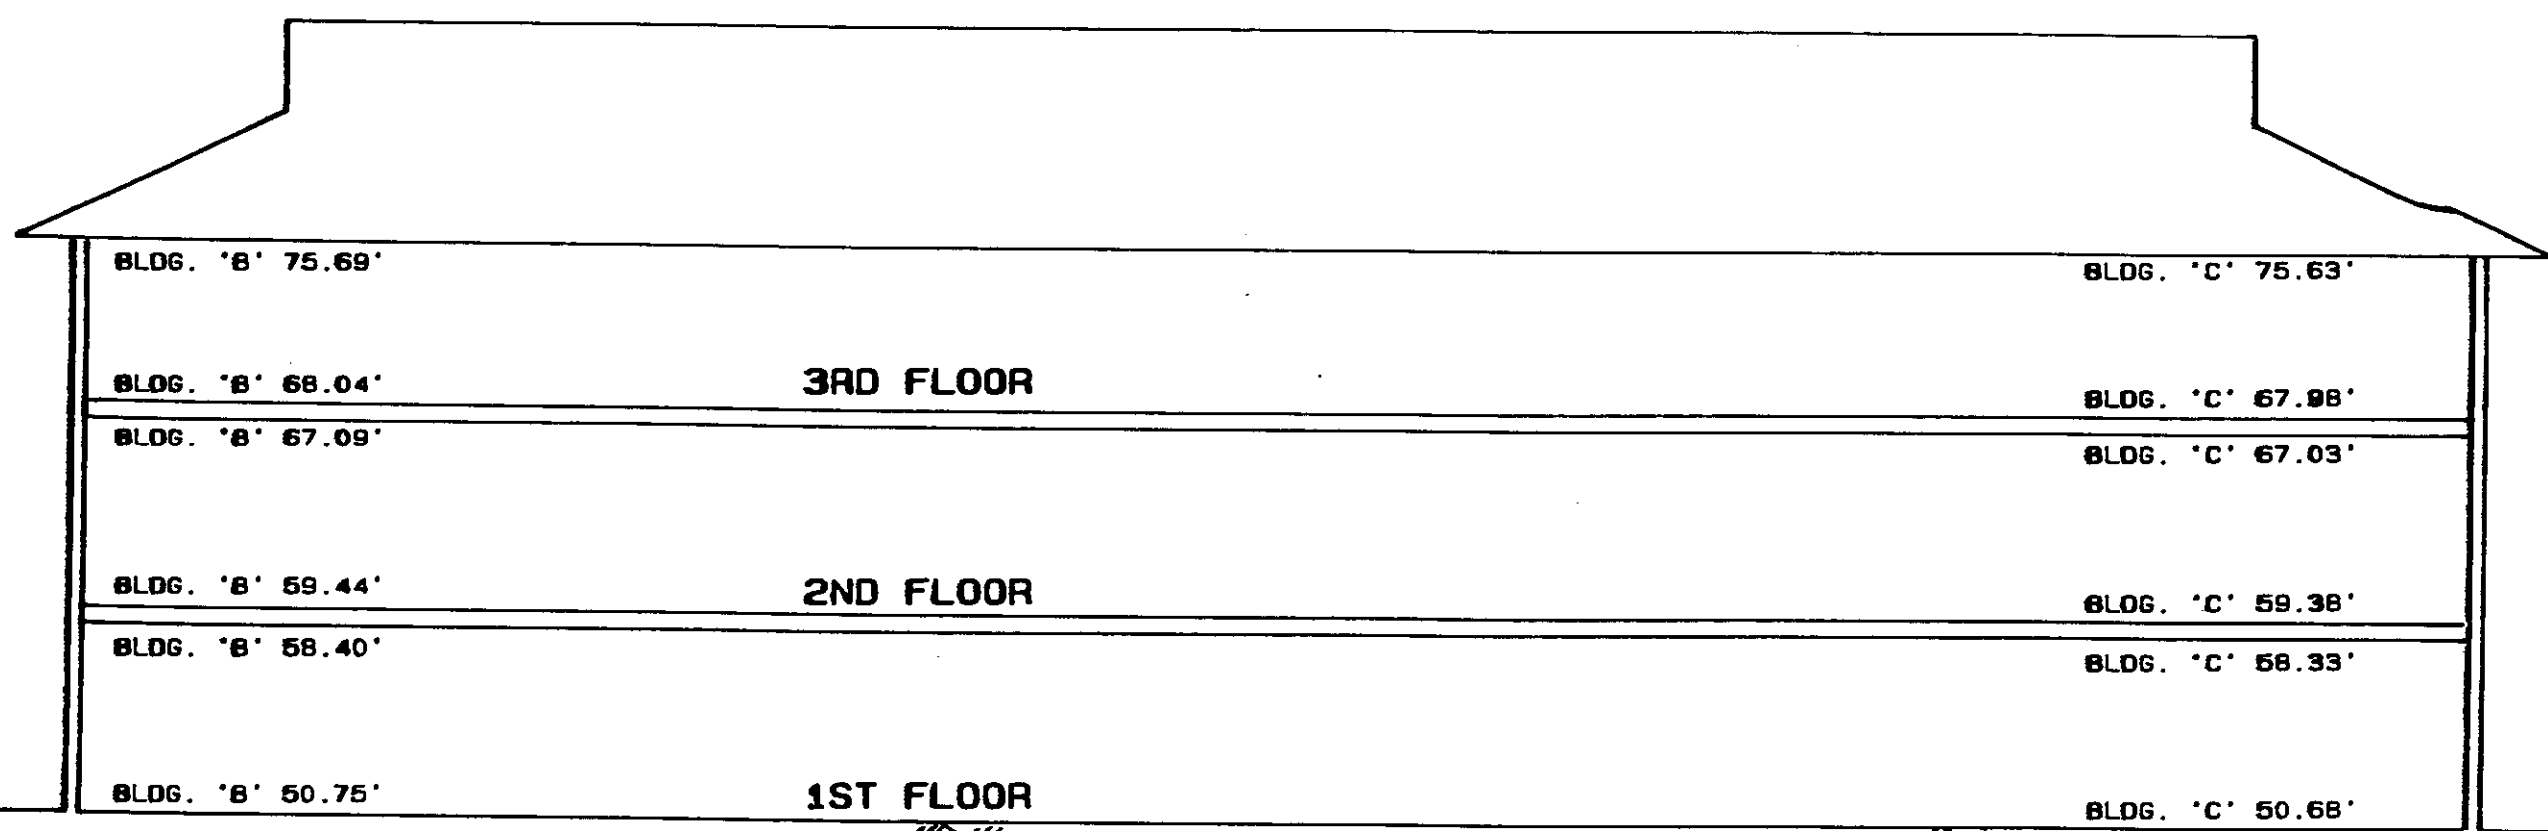 BLDG. 'B' 75.69'
BLDG. 'C' 75.63'
BLDG. 'B' 68.04'
3RD FLOOR
BLDG. 'C' 67.98'
BLDG. 'B' 67.09'
BLDG. 'C' 67.03'
BLDG. 'B' 59.44'
2ND FLOOR
BLDG. 'C' 59.38'
BLDG. 'B' 58.40'
BLDG. 'C' 58.33'
BLDG. 'B' 50.75'
1ST FLOOR
BLDG. 'C' 50.68'